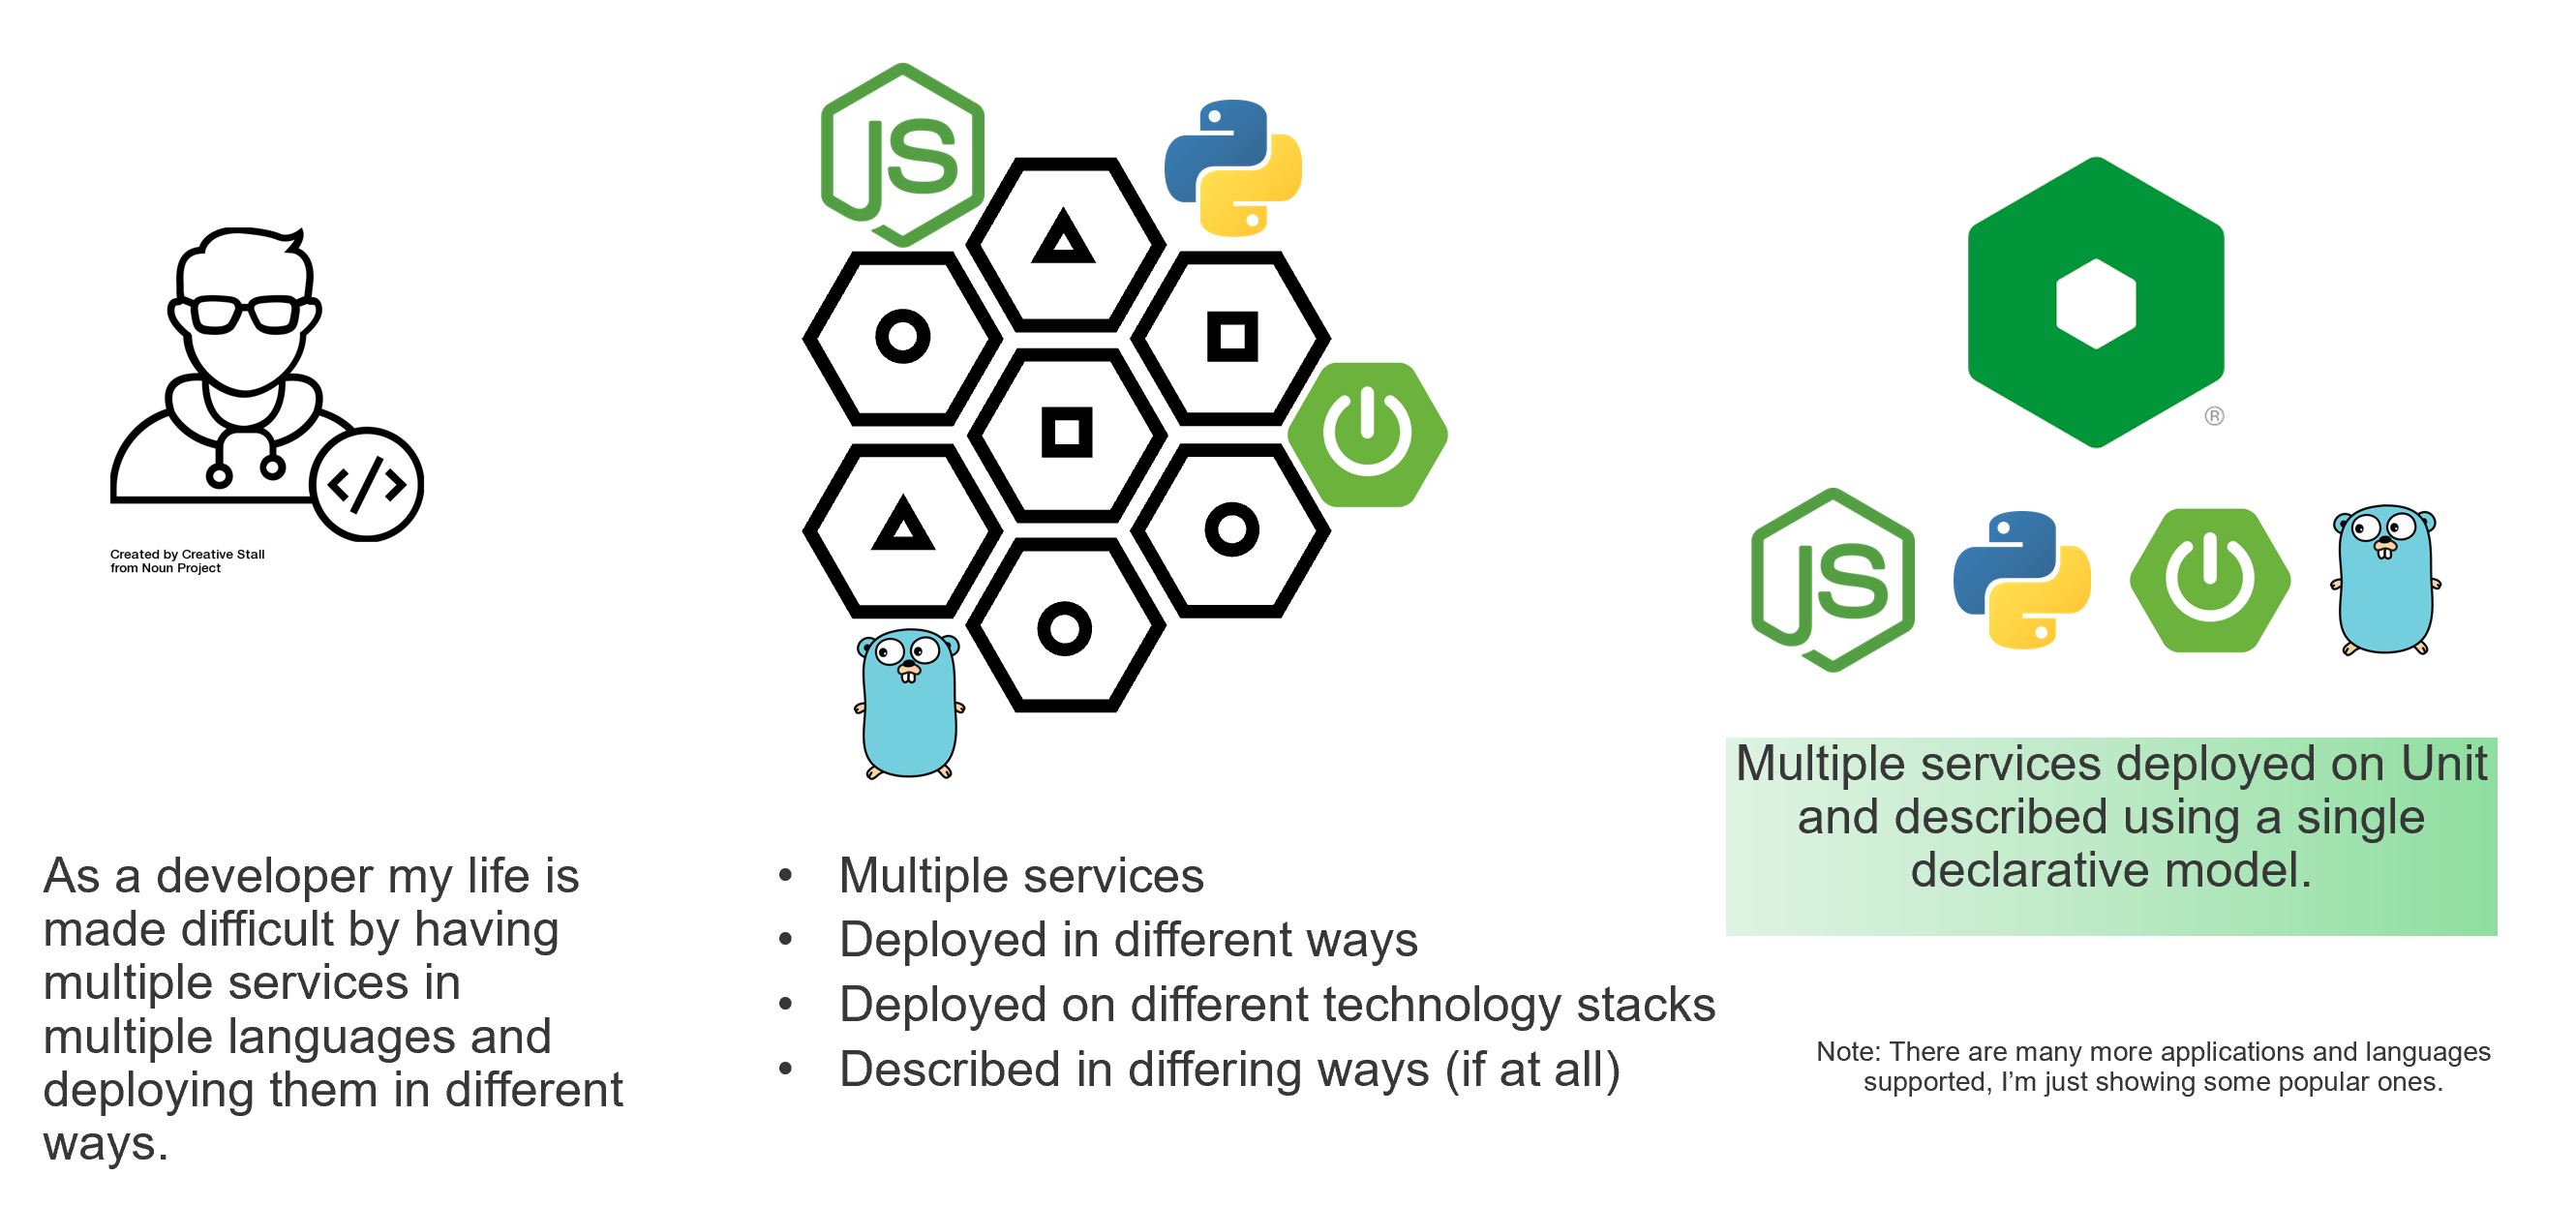 JS
</>
Created by Creative Stall
from Noun Project
As a developer my life is
made difficult by having
multiple services in
multiple languages and
deploying them in different
ways.
• Multiple services
• Deployed in different ways
• Deployed on different technology stacks
• Described in differing ways (if at all)
®
JS
Multiple services deployed on Unit
and described using a single
declarative model.
Note: There are many more applications and languages
supported, I’m just showing some popular ones.